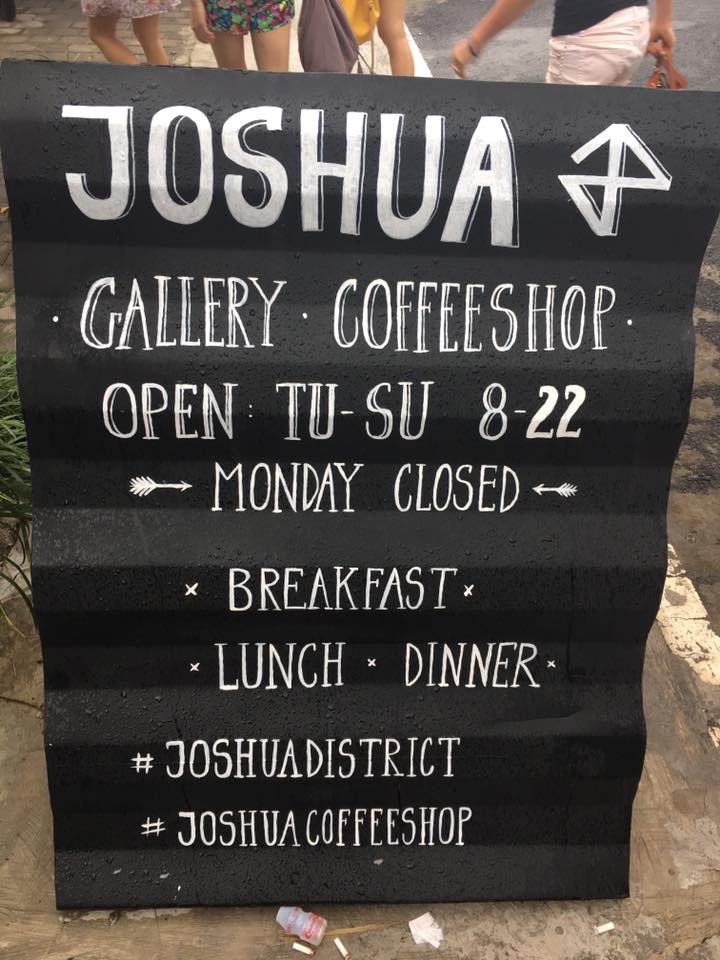 JOSHUA
· GALLERY · COFFEESHOP ·
OPEN: TU-SU 8-22
MONDAY CLOSED
× BREAKFAST ×
× LUNCH × DINNER ×
# JOSHUADISTRICT
# JOSHUACOFFEESHOP